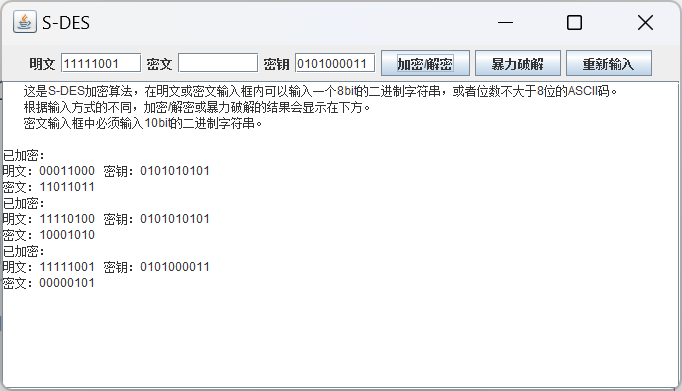 S-DES
明文 11111001 密文 密钥 0101000011 加密/解密 暴力破解 重新输入
这是S-DES加密算法，在明文或密文输入框内可以输入一个8bit的二进制字符串，或者位数不大于8位的ASCII码。
根据输入方式的不同，加密/解密或暴力破解的结果会显示在下方。
密文输入框中必须输入10bit的二进制字符串。
已加密：
明文：00011000 密钥：0101010101
密文：11011011
已加密：
明文：11110100 密钥：0101010101
密文：10001010
已加密：
明文：11111001 密钥：0101000011
密文：00000101